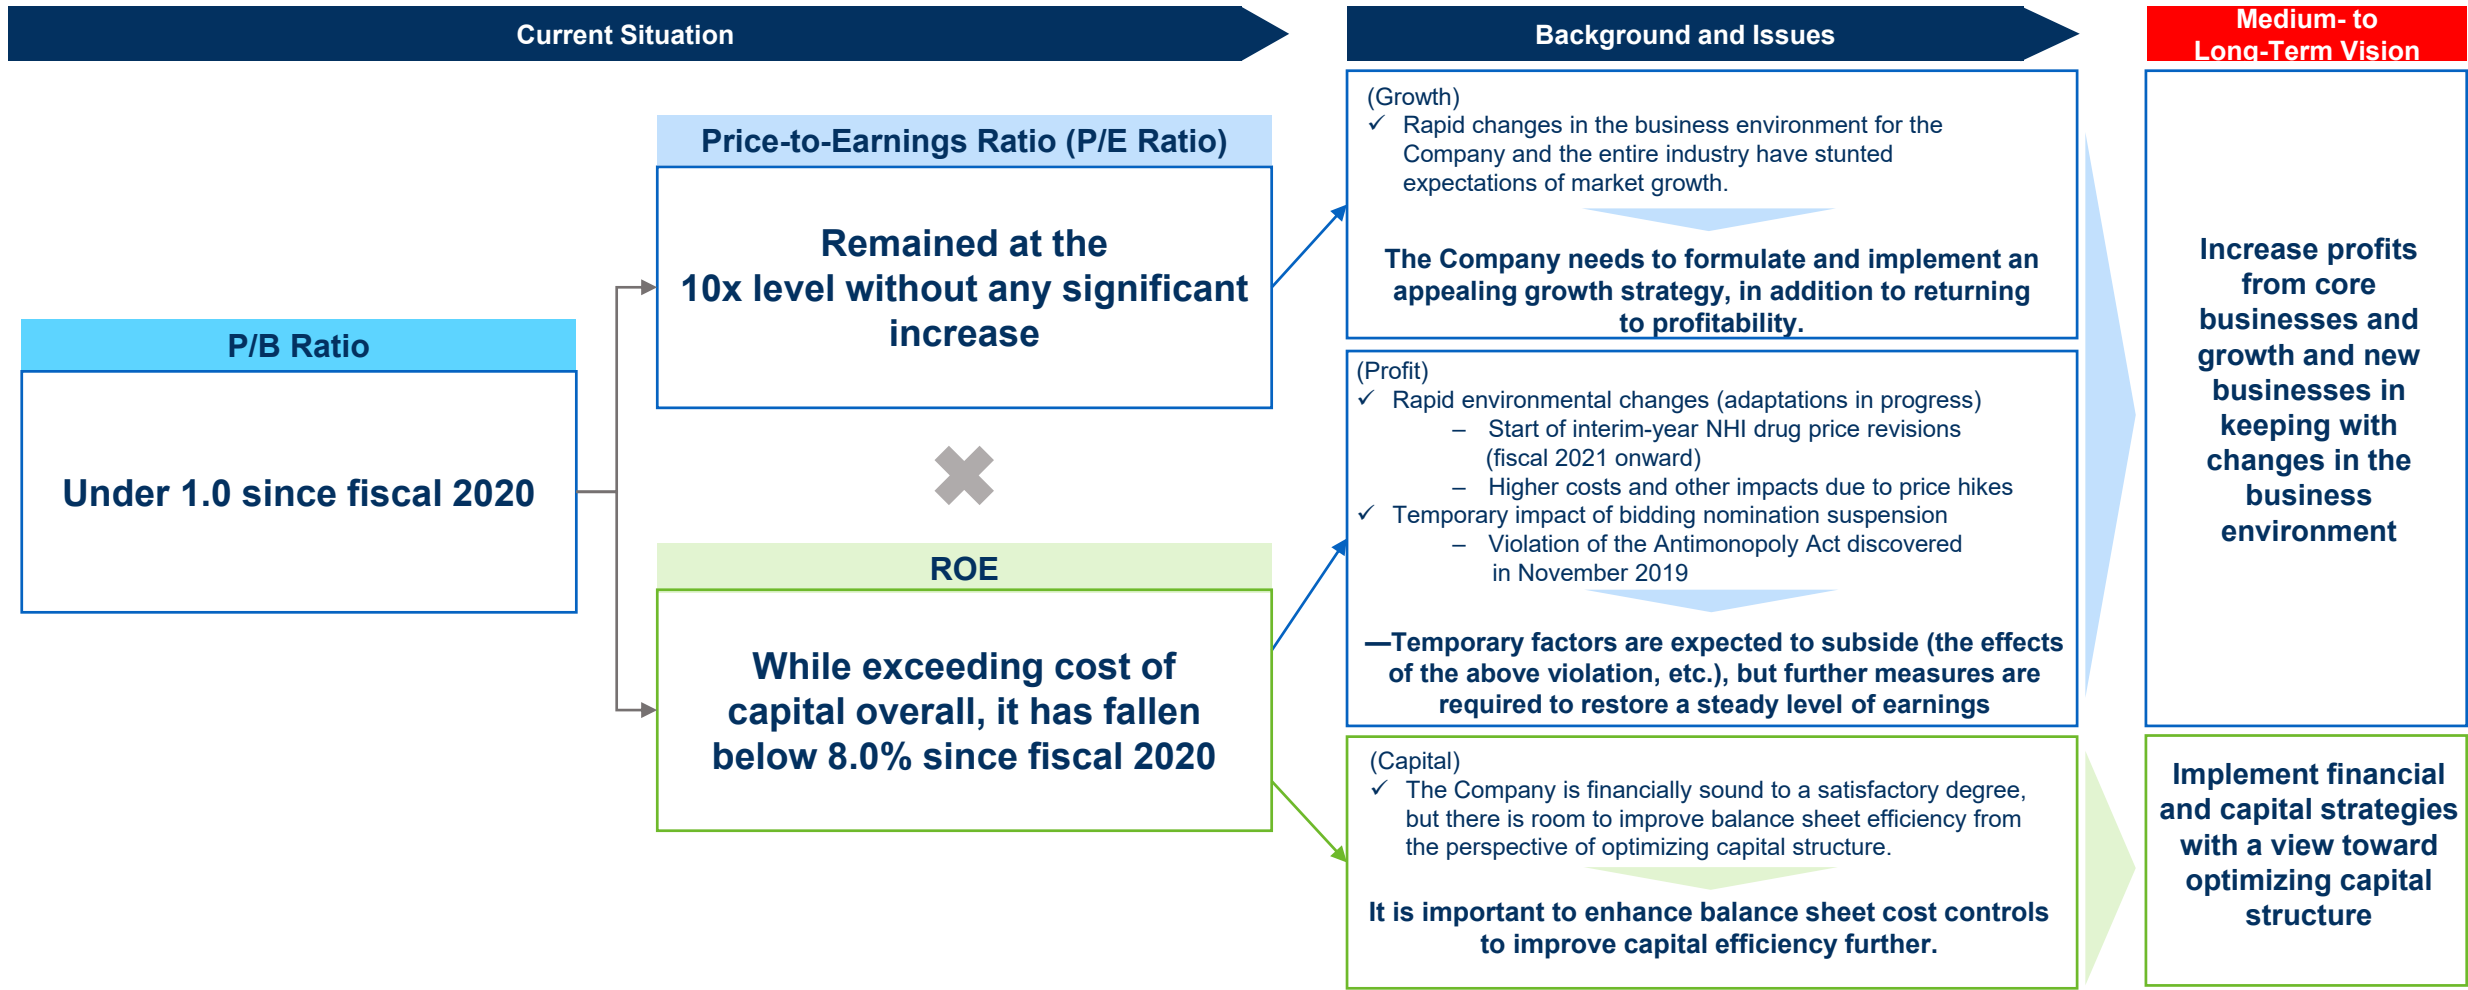 Current Situation
Background and Issues
Medium- to
Long-Term Vision
P/B Ratio
Under 1.0 since fiscal 2020
Price-to-Earnings Ratio (P/E Ratio)
Remained at the
10x level without any significant
increase
ROE
While exceeding cost of
capital overall, it has fallen
below 8.0% since fiscal 2020
(Growth)
✓ Rapid changes in the business environment for the
Company and the entire industry have stunted
expectations of market growth.
The Company needs to formulate and implement an
appealing growth strategy, in addition to returning
to profitability.
(Profit)
✓ Rapid environmental changes (adaptations in progress)
– Start of interim-year NHI drug price revisions
(fiscal 2021 onward)
– Higher costs and other impacts due to price hikes
✓ Temporary impact of bidding nomination suspension
– Violation of the Antimonopoly Act discovered
in November 2019
—Temporary factors are expected to subside (the effects
of the above violation, etc.), but further measures are
required to restore a steady level of earnings
(Capital)
✓ The Company is financially sound to a satisfactory degree,
but there is room to improve balance sheet efficiency from
the perspective of optimizing capital structure.
It is important to enhance balance sheet cost controls
to improve capital efficiency further.
Increase profits
from core
businesses and
growth and new
businesses in
keeping with
changes in the
business
environment
Implement financial
and capital strategies
with a view toward
optimizing capital
structure